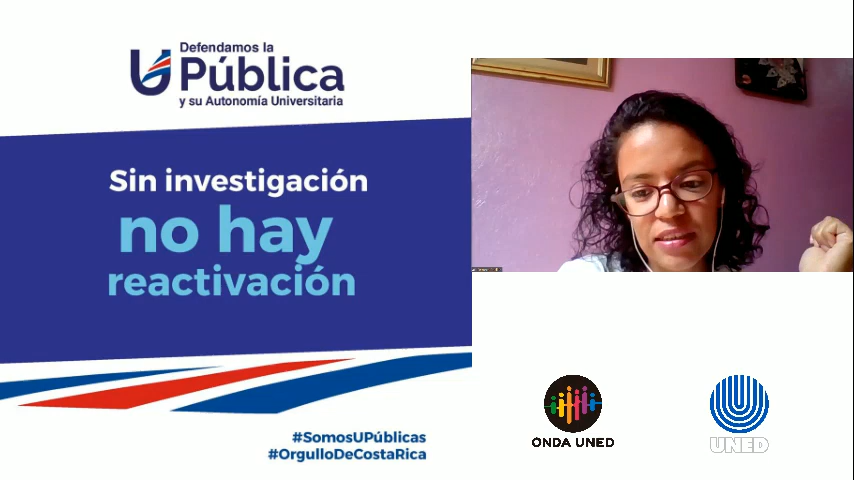 Defendamos la
Pública
y su Autonomía Universitaria
Sin investigación
no hay
reactivación
#SomosUPúblicas
#OrgulloDeCostaRica
ONDA UNED
UNED